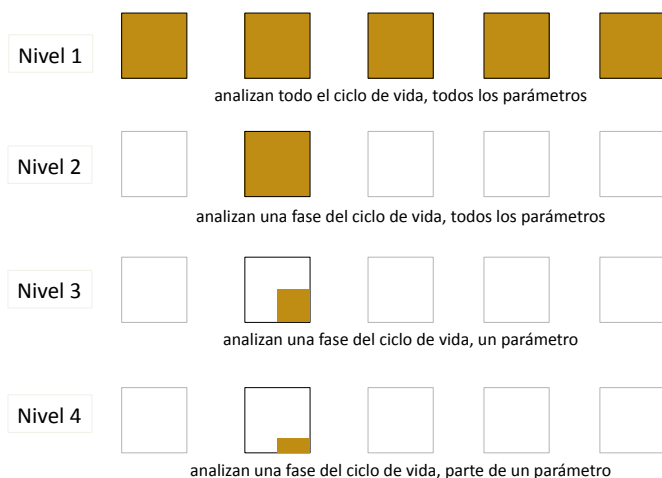 Nivel 1
analizan todo el ciclo de vida, todos los parámetros
Nivel 2
analizan una fase del ciclo de vida, todos los parámetros
Nivel 3
analizan una fase del ciclo de vida, un parámetro
Nivel 4
analizan una fase del ciclo de vida, parte de un parámetro